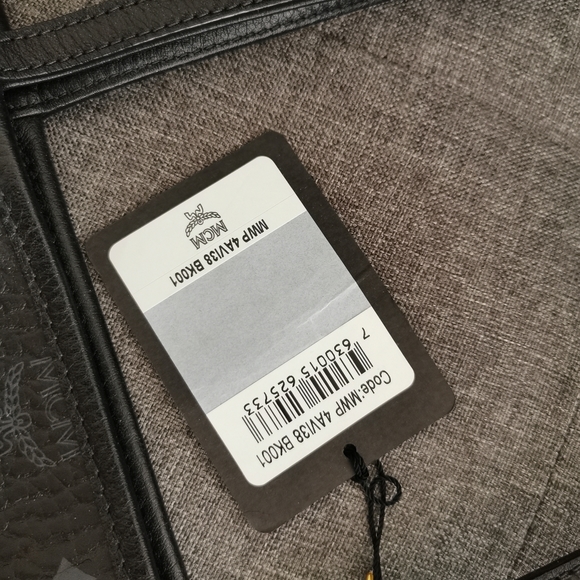 MCM
MWP 4AVI38 BK001
7 630015 625733
Code:MWP 4AVI38 BK001
MCM